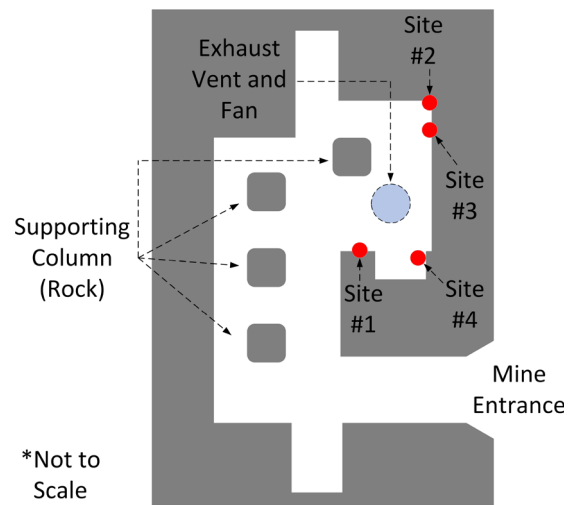 Exhaust
Vent and
Fan
Site
#2
Site
#3
Supporting
Column
(Rock)
Site
#1
Site
#4
Mine
Entrance
*Not to
Scale